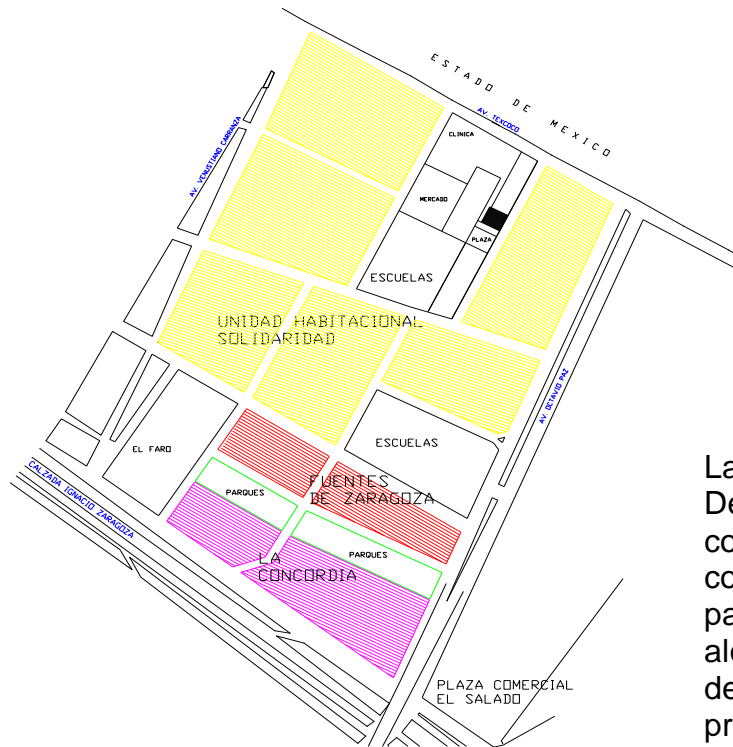 ESTADO DE MEXICO
AV. TEXCOCO
CLINICA
AV. VENUSTIANO CARRANZA
MERCADO
PLAZA
ESCUELAS
UNIDAD HABITACIONAL
SOLIDARIDAD
AV. OCTAVIO PAZ
ESCUELAS
EL FARO
CALZADA IGNACIO ZARAGOZA
FUENTES
DE ZARAGOZA
PARQUES
PARQUES
LA
CONCORDIA
PLAZA COMERCIAL
EL SALADO
La
De
co
co
pa
de
pr